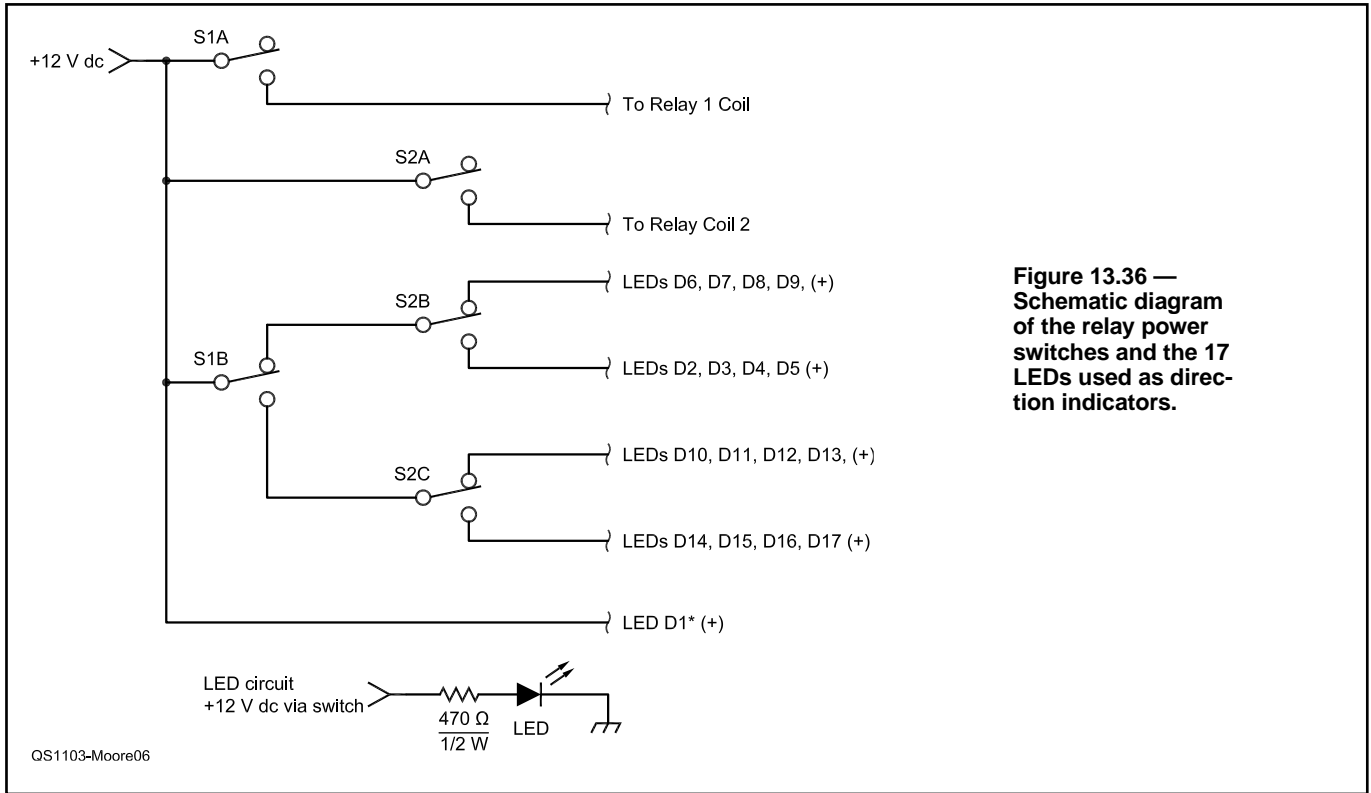 S1A
+12 V dc
To Relay 1 Coil
S2A
To Relay Coil 2
LEDs D6, D7, D8, D9, (+)
S2B
S1B
LEDs D2, D3, D4, D5 (+)
LEDs D10, D11, D12, D13, (+)
S2C
LEDs D14, D15, D16, D17 (+)
LED D1* (+)
LED circuit
+12 V dc via switch
470 Ω
1/2 W
LED
QS1103-Moore06
Figure 13.36 —
Schematic diagram
of the relay power
switches and the 17
LEDs used as direc-
tion indicators.